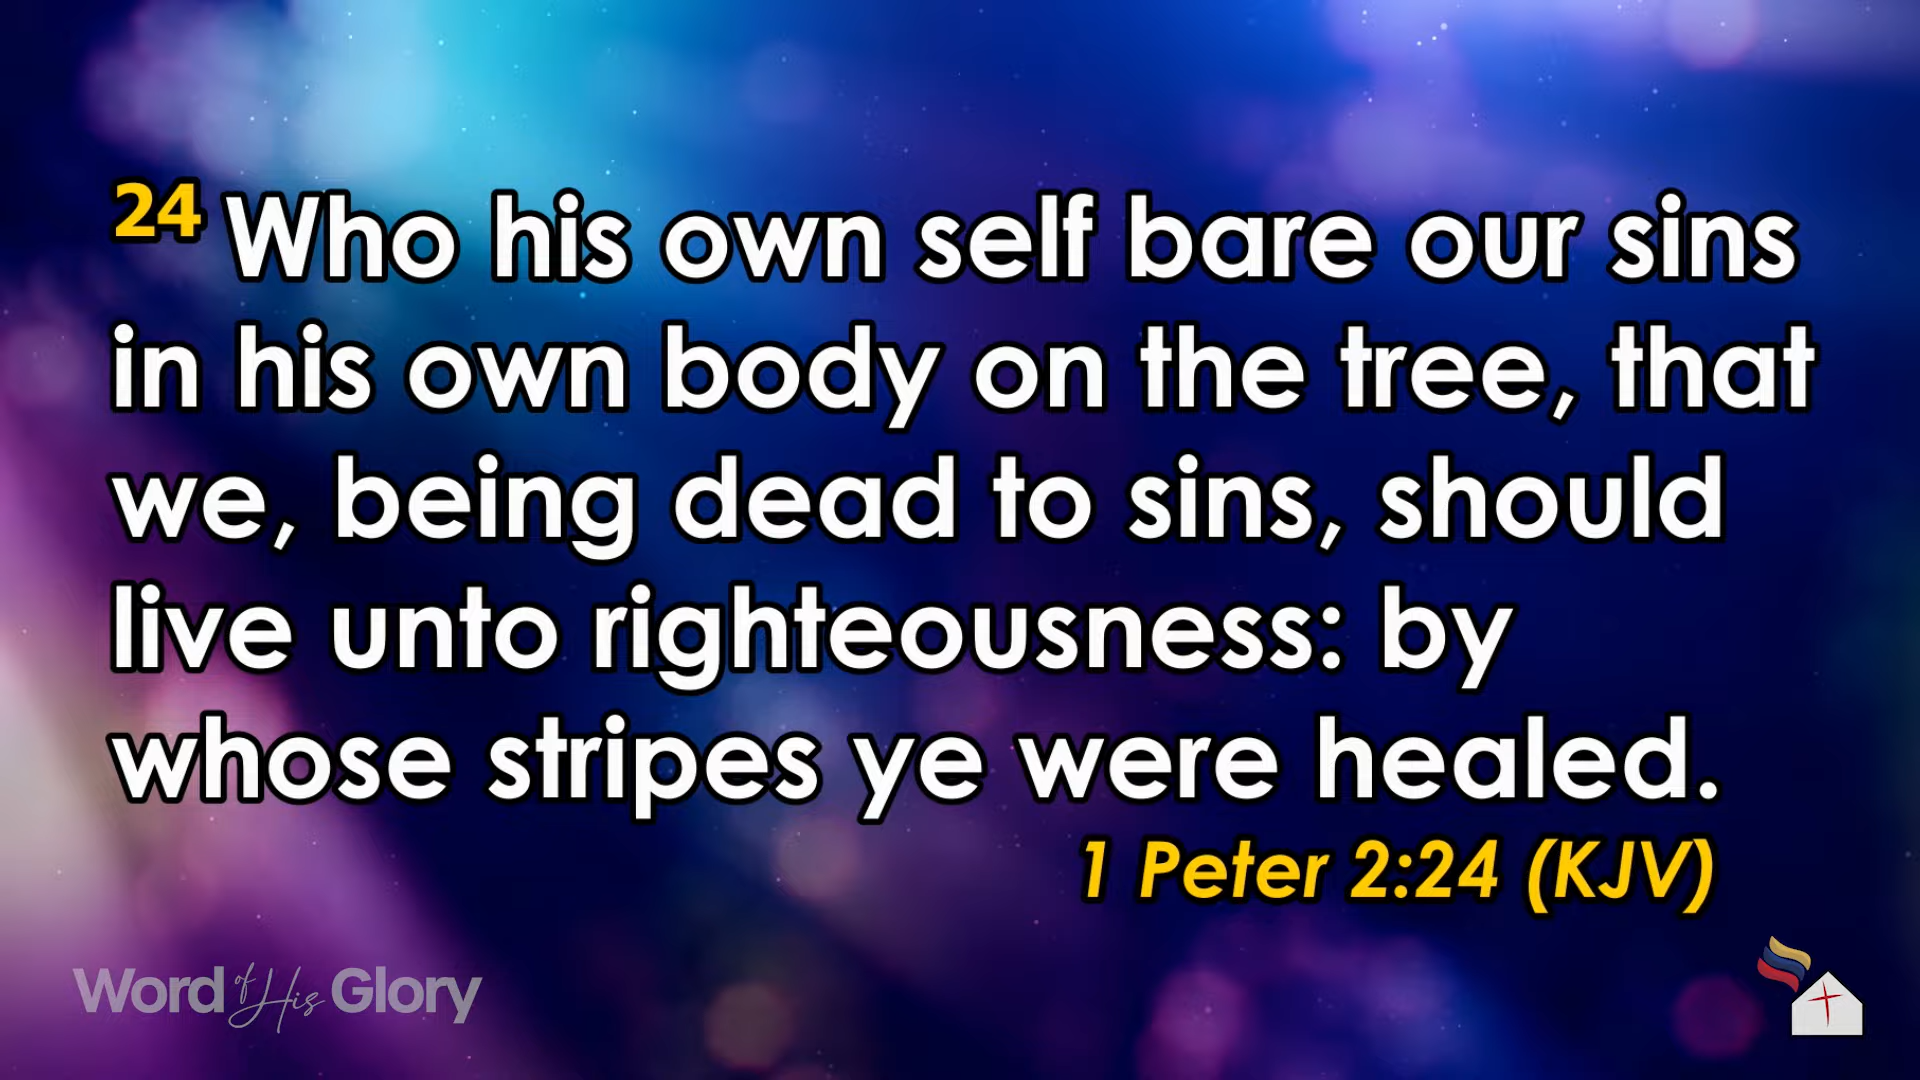 24 Who his own self bare our sins
in his own body on the tree, that
we, being dead to sins, should
live unto righteousness: by
whose stripes ye were healed.
1 Peter 2:24 (KJV)
Word of His Glory